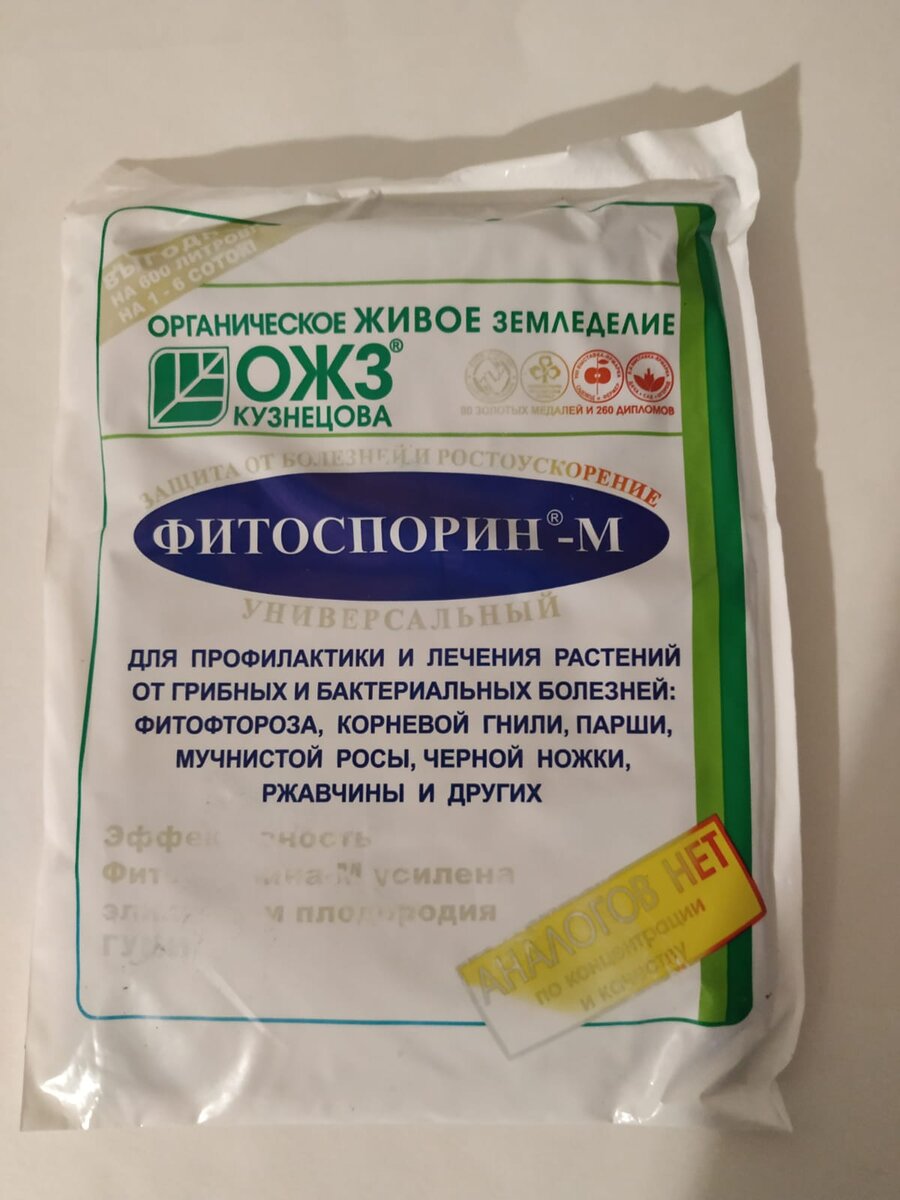 ВЫГОДНО
НА 600 ЛИТРОВ!
НА 1 - 6 СОТОК!
ОРГАНИЧЕСКОЕ ЖИВОЕ ЗЕМЛЕДЕЛИЕ
ОЖЗ®
КУЗНЕЦОВА
80 ЗОЛОТЫХ МЕДАЛЕЙ И 260 ДИПЛОМОВ
ЗАЩИТА ОТ БОЛЕЗНЕЙ И РОСТОУСКОРЕНИЕ
ФИТОСПОРИН®-М
УНИВЕРСАЛЬНЫЙ
ДЛЯ ПРОФИЛАКТИКИ И ЛЕЧЕНИЯ РАСТЕНИЙ
ОТ ГРИБНЫХ И БАКТЕРИАЛЬНЫХ БОЛЕЗНЕЙ:
ФИТОФТОРОЗА, КОРНЕВОЙ ГНИЛИ, ПАРШИ,
МУЧНИСТОЙ РОСЫ, ЧЕРНОЙ НОЖКИ,
РЖАВЧИНЫ И ДРУГИХ
усилена
плодородия
АНАЛОГОВ НЕТ
по концентрации
и качеству